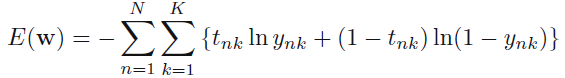 E(w) = − ∑_{n=1}^{N} ∑_{k=1}^{K} {t_{nk} ln y_{nk} + (1 − t_{nk}) ln(1 − y_{nk})}